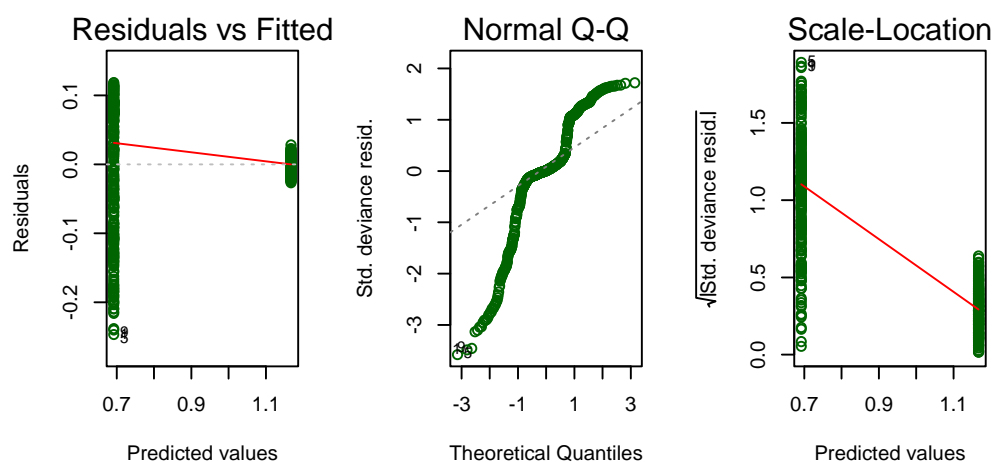 Residuals vs Fitted
0.1
0.0
-0.1
-0.2
Residuals
0.7
0.9
1.1
Predicted values
Normal Q-Q
2
1
0
-1
-2
-3
Std. deviance resid.
-3
-1
1
3
Theoretical Quantiles
Scale-Location
1.5
1.0
0.5
0.0
√|Std. deviance resid.|
0.7
0.9
1.1
Predicted values